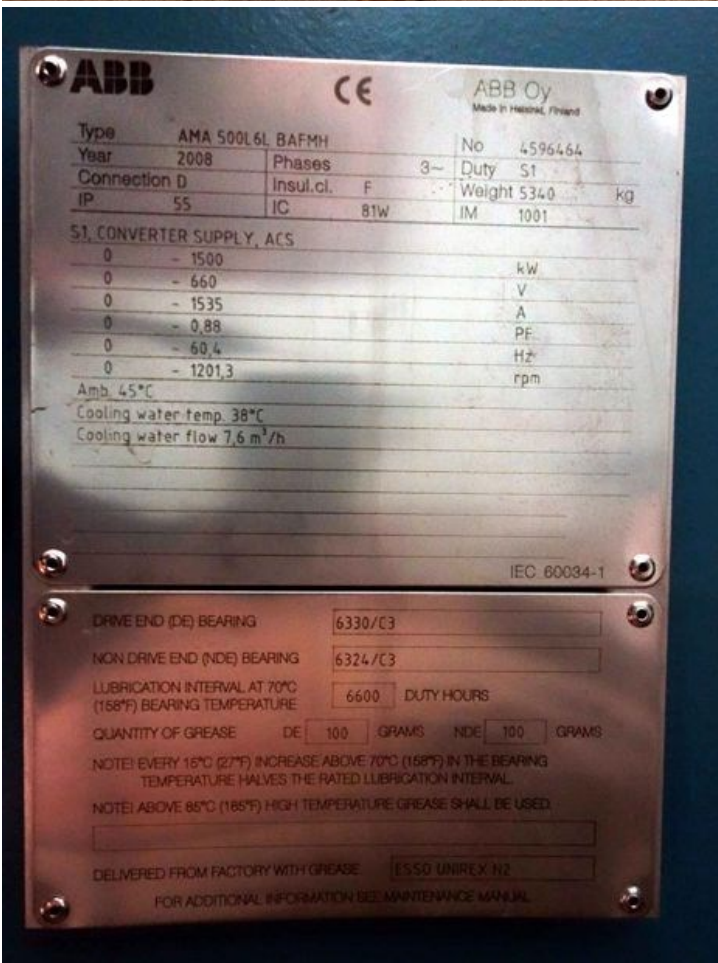 ABB CE ABB Oy
Made in Helsinki, Finland
Type AMA 500L6L BAFMH No 4596464
Year 2008 Phases 3~ Duty S1
Connection D Insul.cl. F Weight 5340 kg
IP 55 IC 81W IM 1001
S1, CONVERTER SUPPLY, ACS
0 - 1500 kW
0 - 660 V
0 - 1535 A
0 - 0,88 PF
0 - 60,4 Hz
0 - 1201,3 rpm
Amb. 45°C
Cooling water temp. 38°C
Cooling water flow 7,6 m³/h
IEC 60034-1
DRIVE END (DE) BEARING 6330/C3
NON DRIVE END (NDE) BEARING 6324/C3
LUBRICATION INTERVAL AT 70°C
(158°F) BEARING TEMPERATURE 6600 DUTY HOURS
QUANTITY OF GREASE DE 100 GRAMS NDE 100 GRAMS
NOTE! EVERY 15°C (27°F) INCREASE ABOVE 70°C (158°F) IN THE BEARING
TEMPERATURE HALVES THE RATED LUBRICATION INTERVAL.
NOTE! ABOVE 85°C (185°F) HIGH TEMPERATURE GREASE SHALL BE USED.
DELIVERED FROM FACTORY WITH GREASE ESSO UNIREX N2
FOR ADDITIONAL INFORMATION SEE MAINTENANCE MANUAL